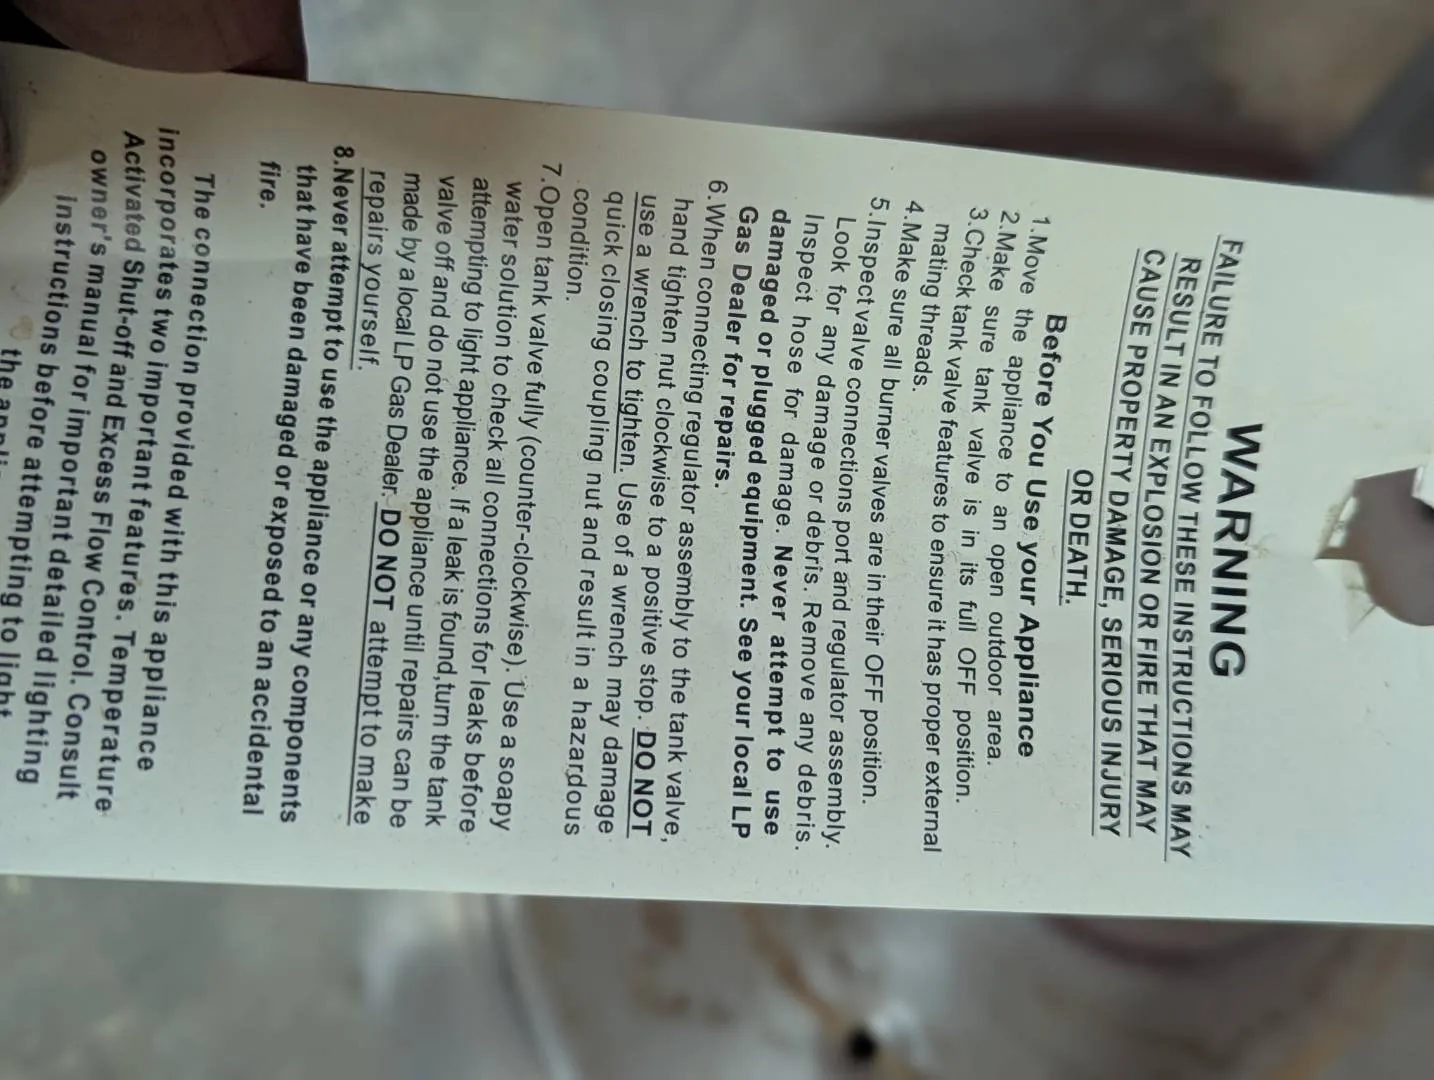 WARNING
FAILURE TO FOLLOW THESE INSTRUCTIONS MAY
RESULT IN AN EXPLOSION OR FIRE THAT MAY
CAUSE PROPERTY DAMAGE, SERIOUS INJURY
OR DEATH.
Before You Use your Appliance
1.Move the appliance to an open outdoor area.
2.Make sure tank valve is in its full OFF position.
3.Check tank valve features to ensure it has proper external
mating threads.
4.Make sure all burner valves are in their OFF position.
5.Inspect valve connections port and regulator assembly.
Look for any damage or debris. Remove any debris.
Inspect hose for damage. Never attempt to use
damaged or plugged equipment. See your local LP
Gas Dealer for repairs.
6.When connecting regulator assembly to the tank valve,
hand tighten nut clockwise to a positive stop. DO NOT
use a wrench to tighten. Use of a wrench may damage
quick closing coupling nut and result in a hazardous
condition.
7.Open tank valve fully (counter-clockwise). Use a soapy
water solution to check all connections for leaks before
attempting to light appliance. If a leak is found,turn the tank
valve off and do not use the appliance until repairs can be
made by a local LP Gas Dealer. DO NOT attempt to make
repairs yourself.
8.Never attempt to use the appliance or any components
that have been damaged or exposed to an accidental
fire.
The connection provided with this appliance
incorporates two important features. Temperature
Activated Shut-off and Excess Flow Control. Consult
owner's manual for important detailed lighting
instructions before attempting to light
the